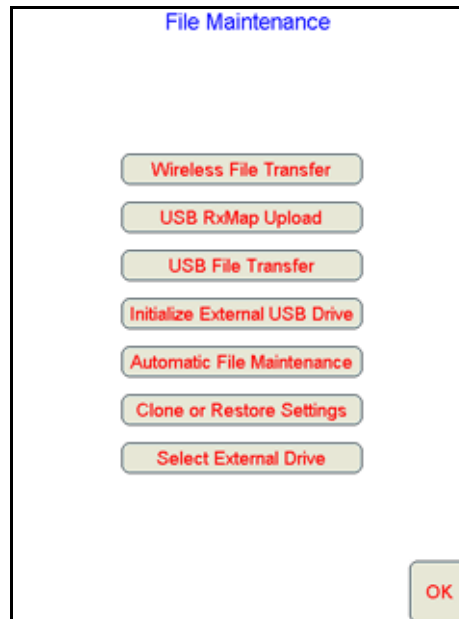 File Maintenance
Wireless File Transfer
USB RxMap Upload
USB File Transfer
Initialize External USB Drive
Automatic File Maintenance
Clone or Restore Settings
Select External Drive
OK